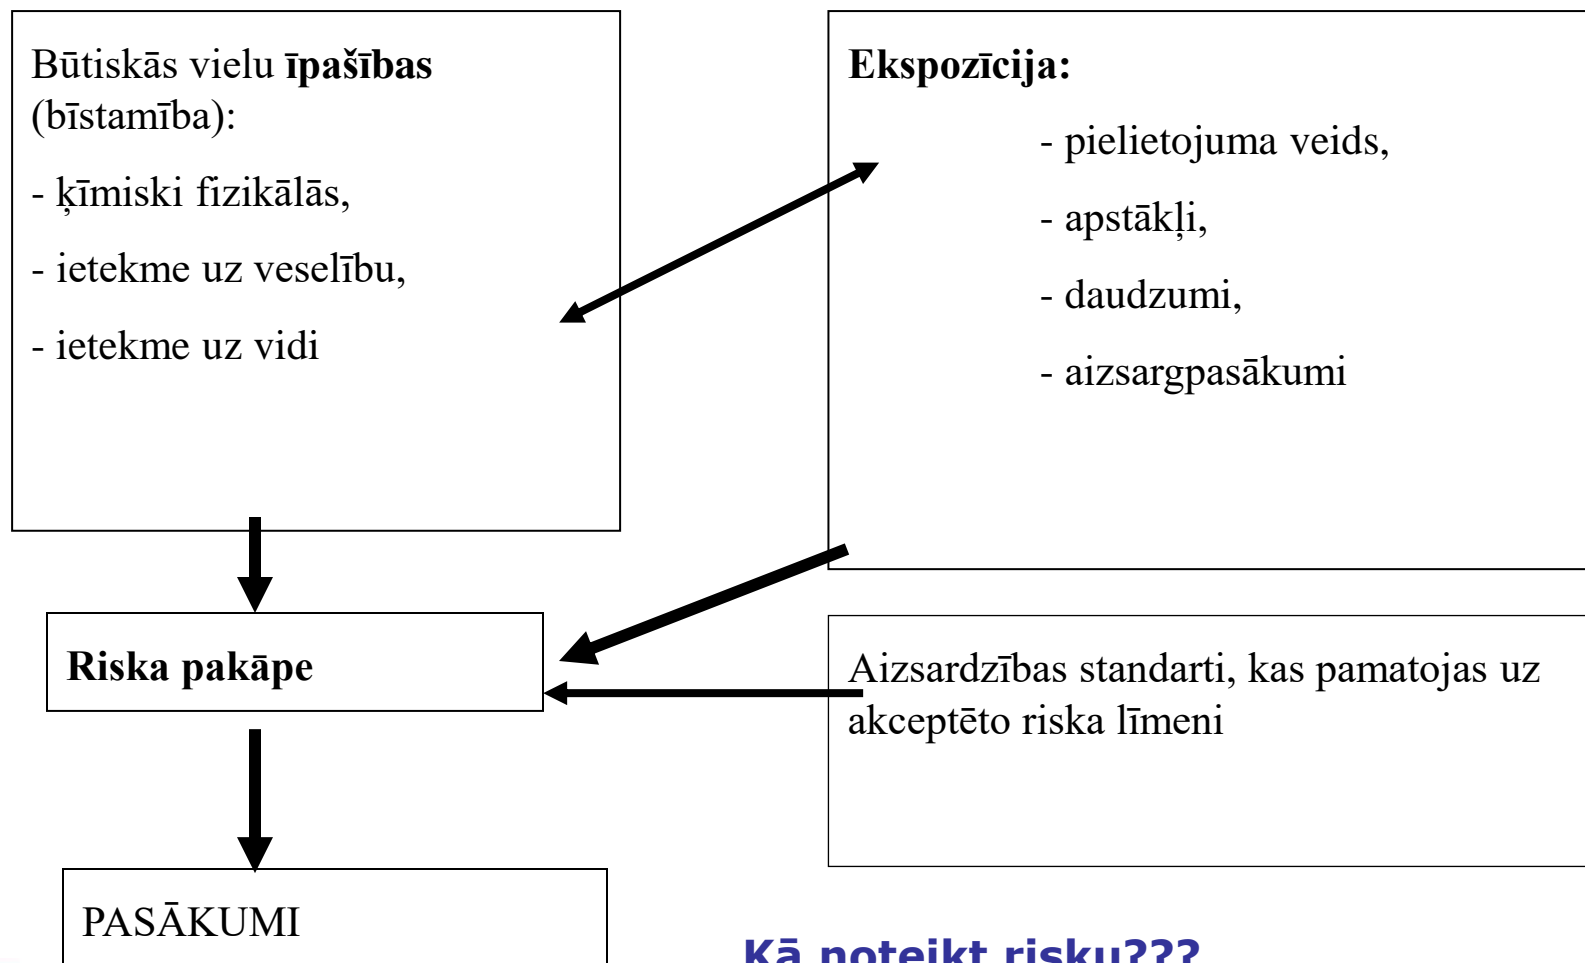 Būtiskās vielu īpašības
(bīstamība):
- ķīmiski fizikālās,
- ietekme uz veselību,
- ietekme uz vidi
Ekspozīcija:
- pielietojuma veids,
- apstākļi,
- daudzumi,
- aizsargpasākumi
Riska pakāpe
Aizsardzības standarti, kas pamatojas uz
akceptēto riska līmeni
PASĀKUMI
Kā noteikt risku???